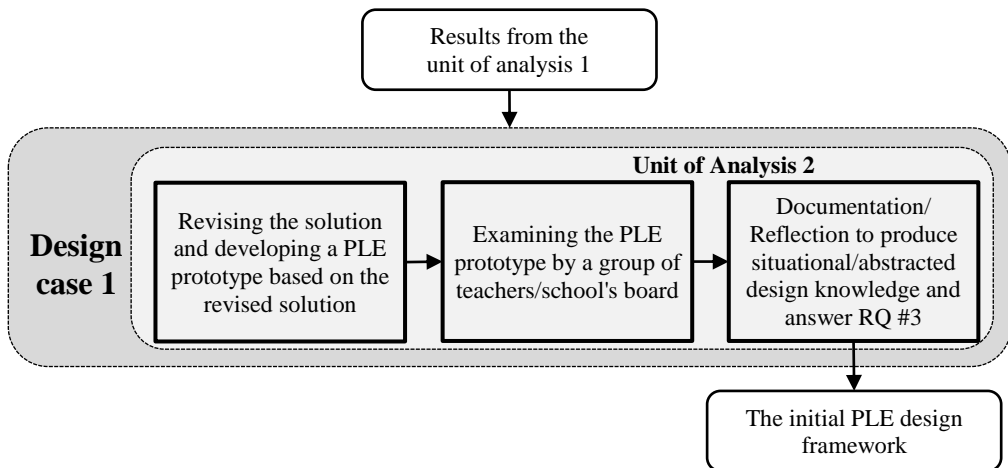 Results from the
unit of analysis 1
Unit of Analysis 2
Design
case 1
Revising the solution
and developing a PLE
prototype based on the
revised solution
Examining the PLE
prototype by a group of
teachers/school's board
Documentation/
Reflection to produce
situational/abstracted
design knowledge and
answer RQ #3
The initial PLE design
framework